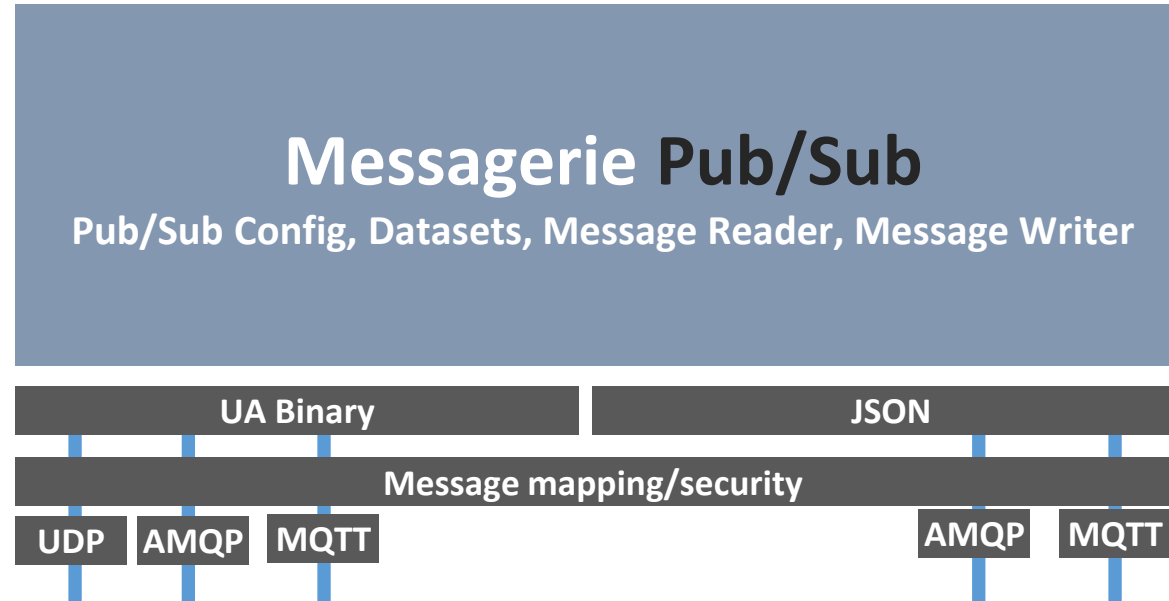 Messagerie Pub/Sub
Pub/Sub Config, Datasets, Message Reader, Message Writer
UA Binary
JSON
Message mapping/security
UDP
AMQP
MQTT
AMQP
MQTT